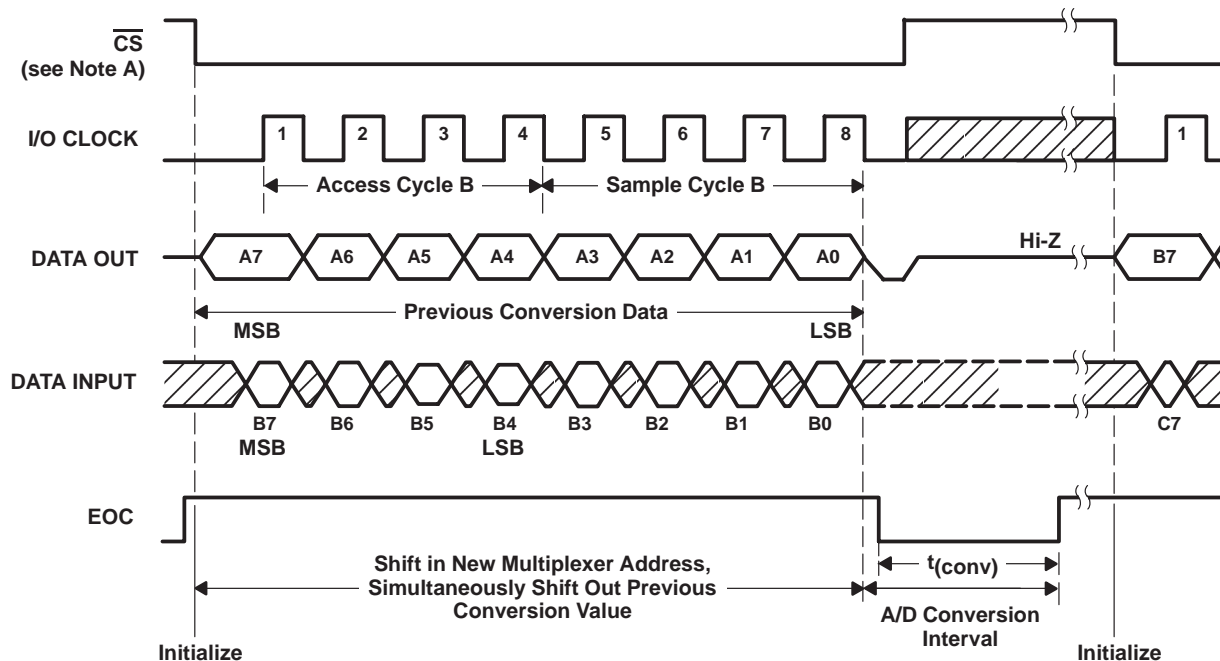 CS
(see Note A)
I/O CLOCK
1 2 3 4 5 6 7 8 1
Access Cycle B
Sample Cycle B
Hi-Z
DATA OUT
A7 A6 A5 A4 A3 A2 A1 A0 B7
Previous Conversion Data
MSB LSB
DATA INPUT
B7 B6 B5 B4 B3 B2 B1 B0 C7
MSB LSB
EOC
Shift in New Multiplexer Address,
Simultaneously Shift Out Previous
Conversion Value
t(conv)
A/D Conversion
Interval
Initialize
Initialize